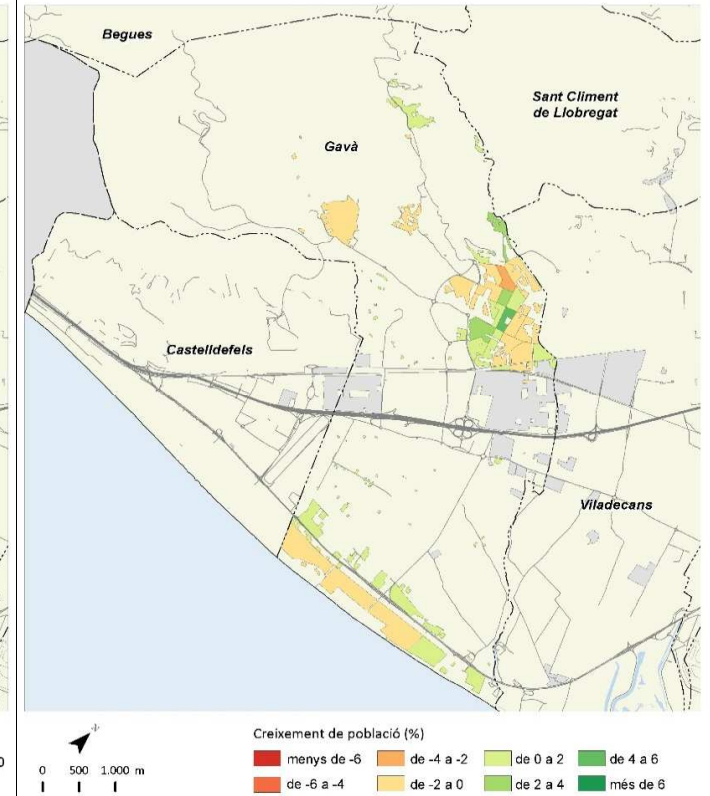 Begues
Sant Climent
de Llobregat
Gavà
Castelldefels
Viladecans
0 500 1.000 m
Creixement de població (%)
menys de -6 de -4 a -2 de 0 a 2 de 4 a 6
de -6 a -4 de -2 a 0 de 2 a 4 més de 6
0